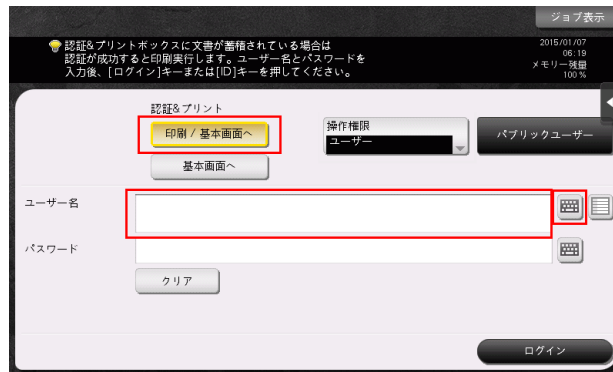 ジョブ表示
認証&プリントボックスに文書が蓄積されている場合は
認証が成功すると印刷実行します。ユーザー名とパスワードを
入力後、[ログイン]キーまたは[ID]キーを押してください。
2015/01/07
06:19
メモリー残量
100 %
認証&プリント
印刷 / 基本画面へ
操作権限
ユーザー
パブリックユーザー
基本画面へ
ユーザー名
パスワード
クリア
ログイン